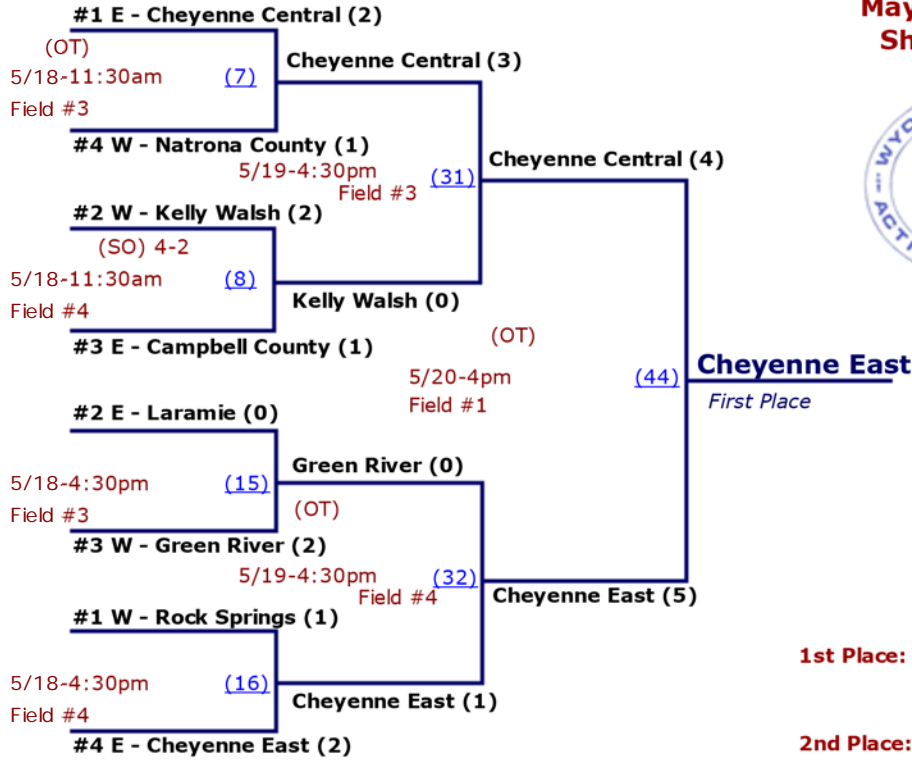 #1 E - Cheyenne Central (2)
May
Sh
(OT)
Cheyenne Central (3)
5/18-11:30am
(7)
Field #3
#4 W - Natrona County (1)
Cheyenne Central (4)
5/19-4:30pm
(31)
Field #3
#2 W - Kelly Walsh (2)
(SO) 4-2
5/18-11:30am
(8)
Kelly Walsh (0)
Field #4
#3 E - Campbell County (1)
(OT)
5/20-4pm
(44)
Cheyenne East
Field #1
First Place
#2 E - Laramie (0)
Green River (0)
5/18-4:30pm
(15)
Field #3
(OT)
#3 W - Green River (2)
5/19-4:30pm
(32)
Field #4
Cheyenne East (5)
#1 W - Rock Springs (1)
1st Place:
5/18-4:30pm
(16)
Cheyenne East (1)
Field #4
#4 E - Cheyenne East (2)
2nd Place: